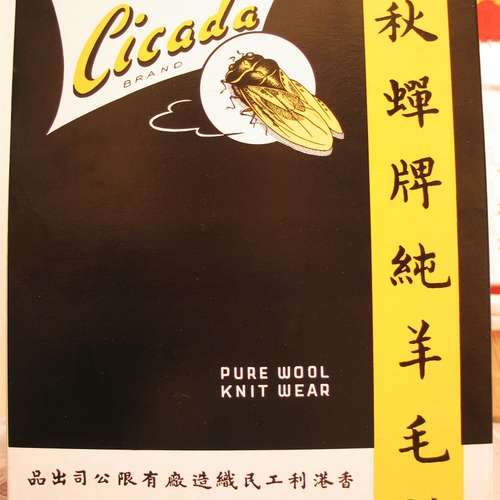 Cicada
BRAND
秋蟬牌純羊毛
PURE WOOL
KNIT WEAR
香港利工民織造廠有限公司出品